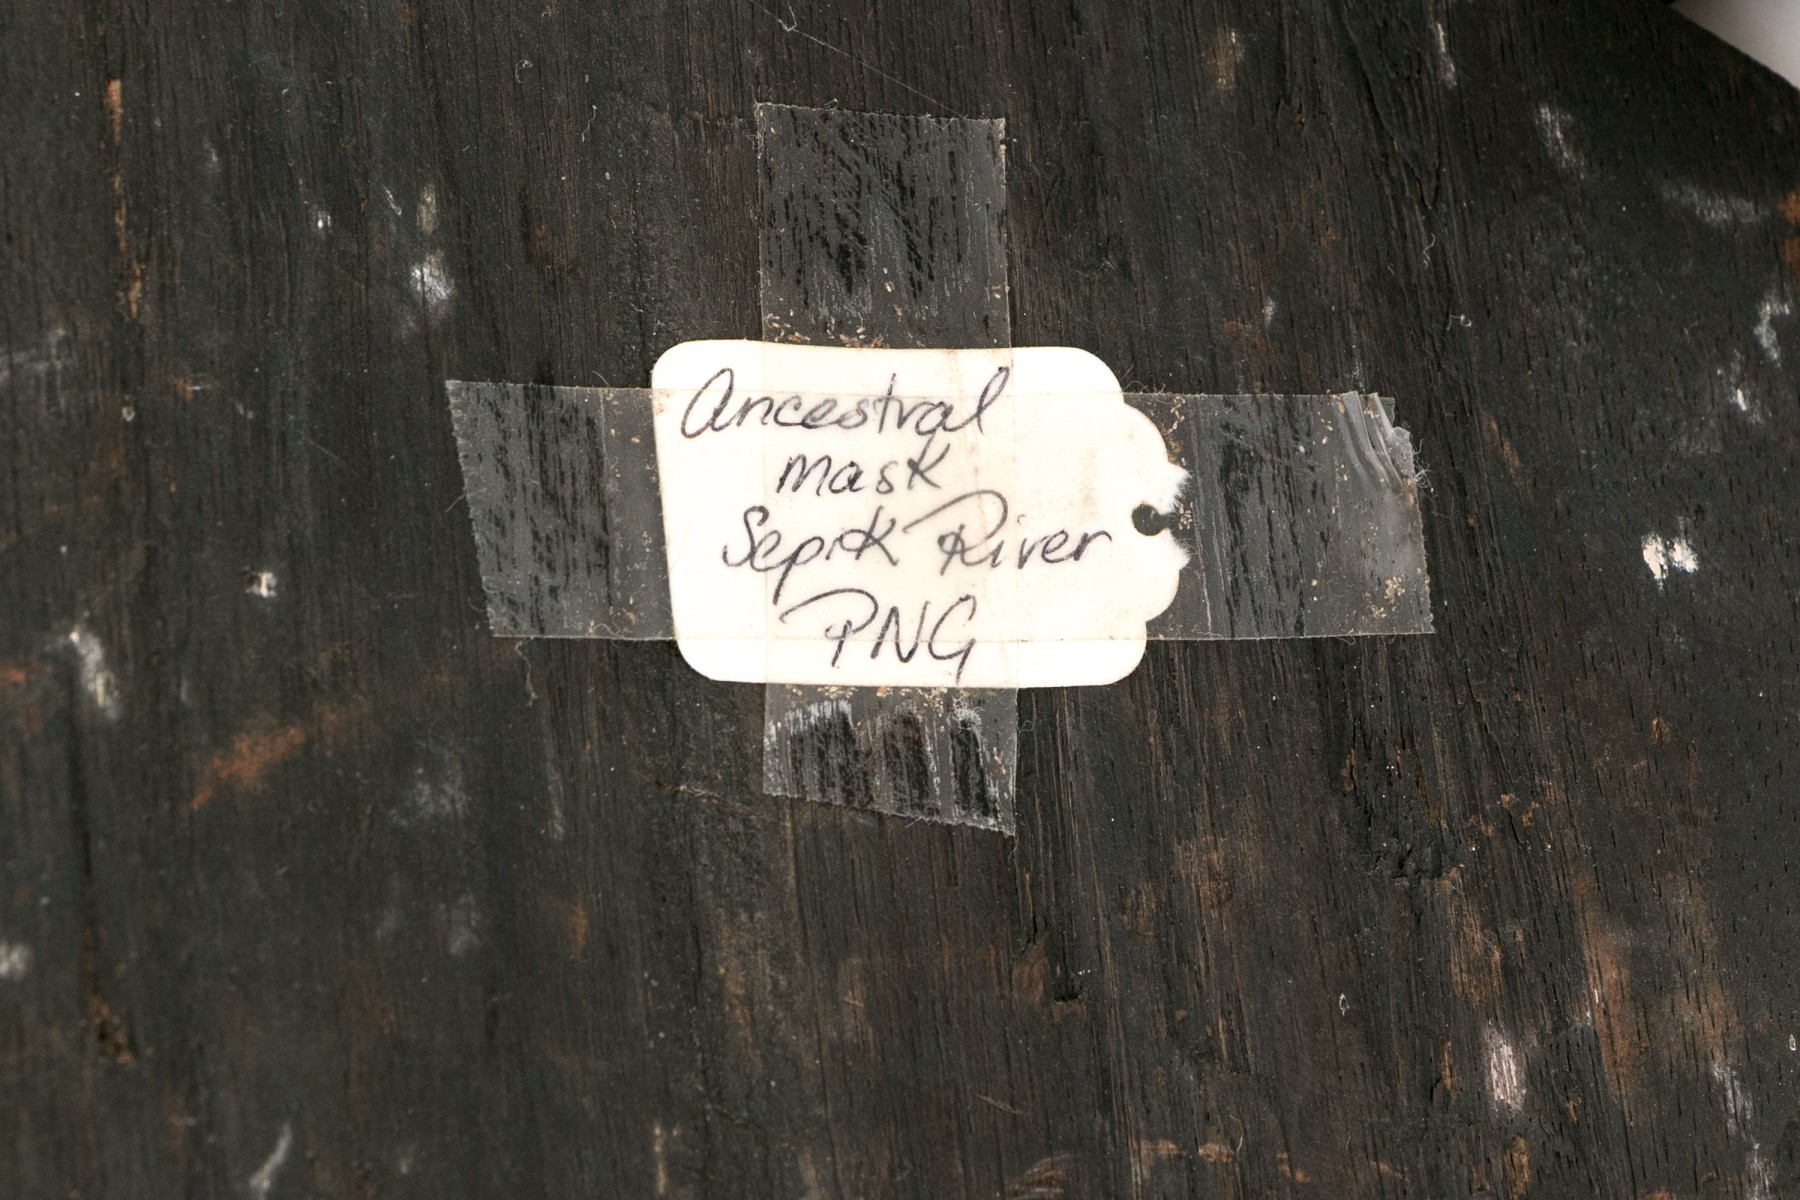 Ancestral
mask
Sepik River
PNG